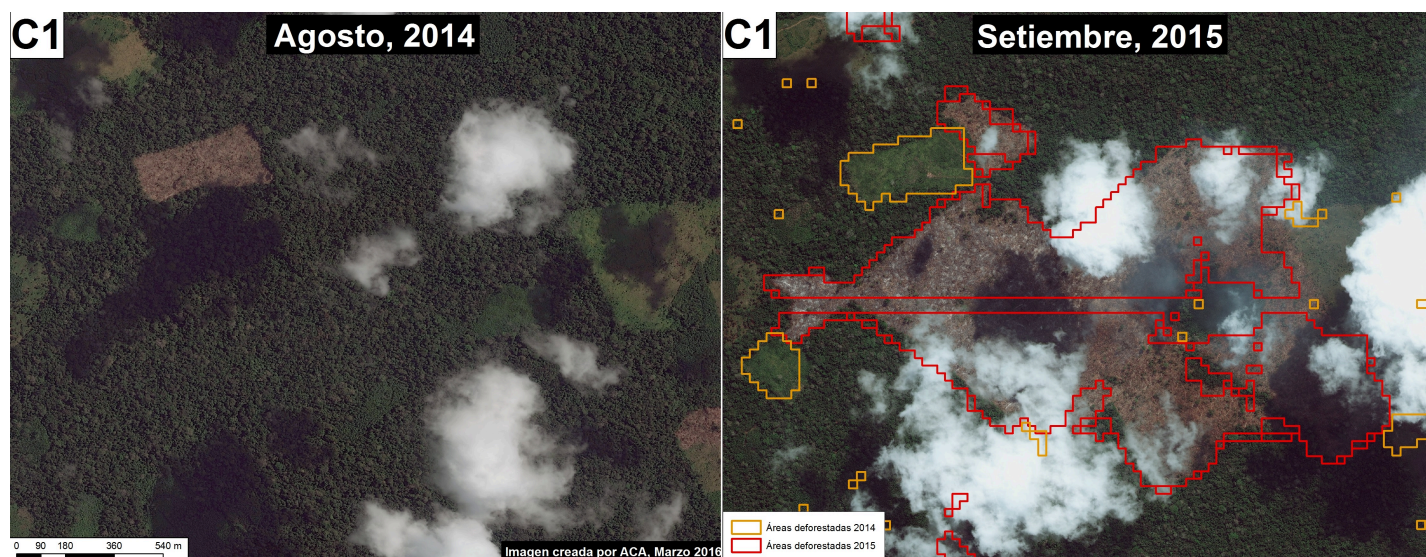 C1
Agosto, 2014
0 90 180 360 540 m
Imagen creada por ACA, Marzo 2016
C1
Setiembre, 2015
Áreas deforestadas 2014
Áreas deforestadas 2015